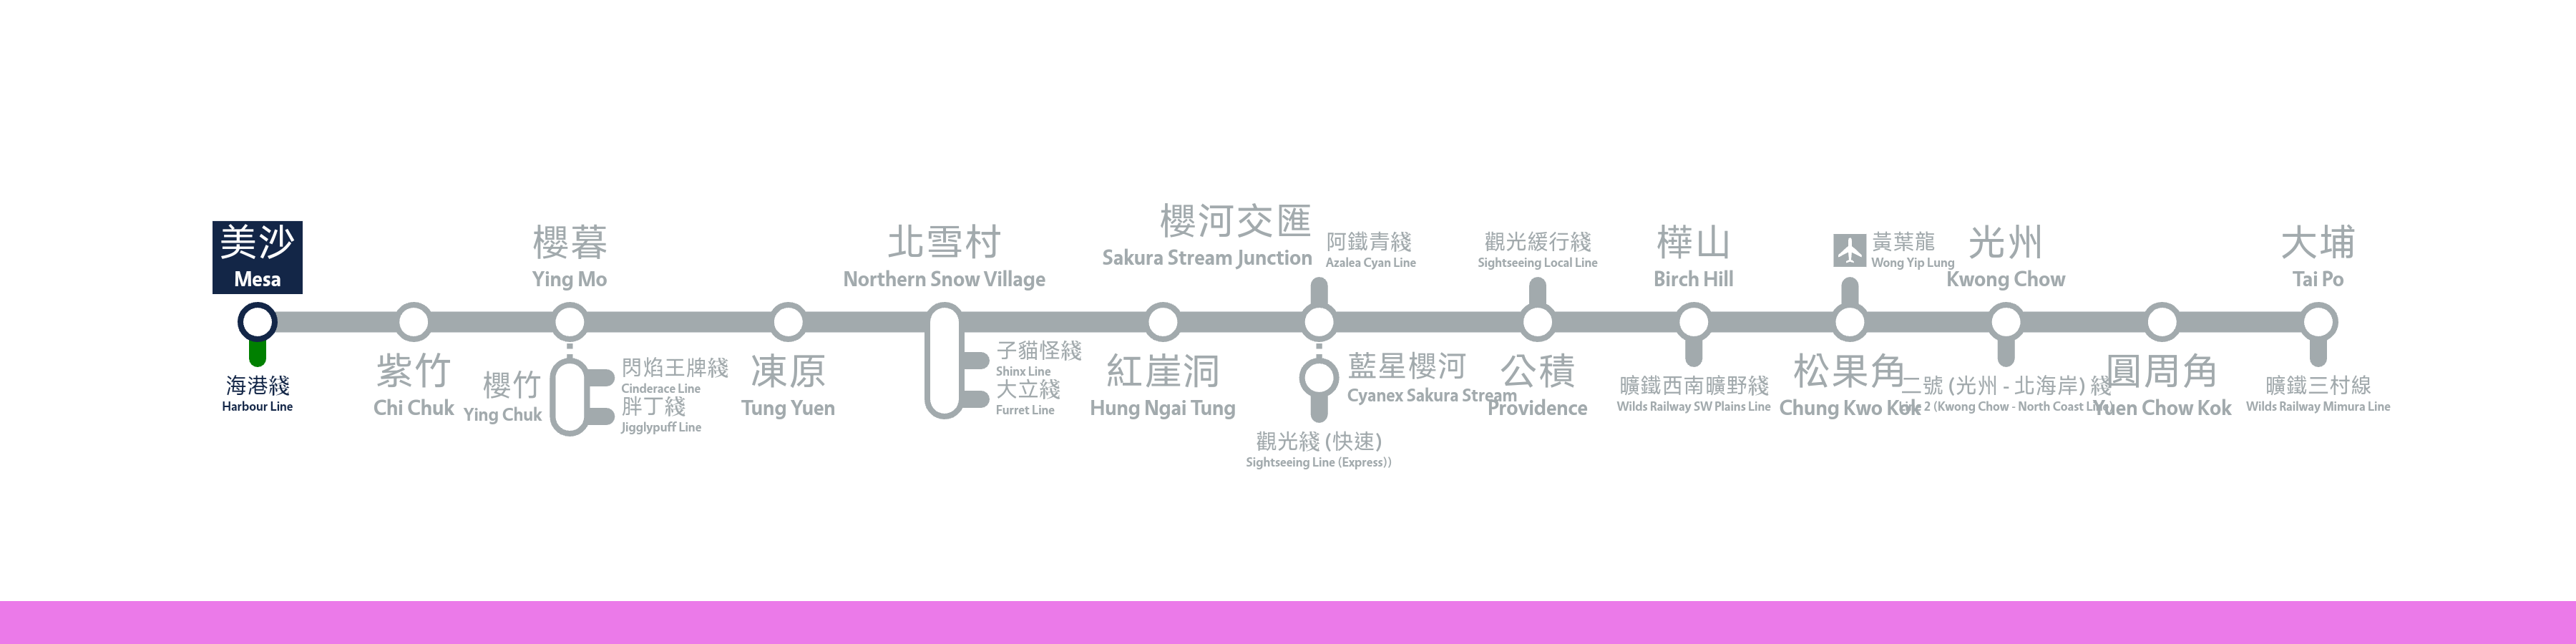 美沙
Mesa
海港綫
Harbour Line
紫竹
Chi Chuk
櫻暮
Ying Mo
櫻竹
Ying Chuk
閃焰王牌綫
Cinderace Line
胖丁綫
Jigglypuff Line
凍原
Tung Yuen
北雪村
Northern Snow Village
子貓怪綫
Shinx Line
大立綫
Furret Line
紅崖洞
Hung Ngai Tung
櫻河交匯
Sakura Stream Junction
阿鐵青綫
Azalea Cyan Line
藍星櫻河
Cyanex Sakura Stream
觀光綫 (快速)
Sightseeing Line (Express))
觀光緩行綫
Sightseeing Local Line
公積
Providence
樺山
Birch Hill
曠鐵西南曠野綫
Wilds Railway SW Plains Line
黃葉龍
Wong Yip Lung
松果角
Chung Kwo Kok
光州
Kwong Chow
二號 (光州 - 北海岸) 綫
Line 2 (Kwong Chow - North Coast Line)
圓周角
Yuen Chow Kok
大埔
Tai Po
曠鐵三村線
Wilds Railway Mimura Line